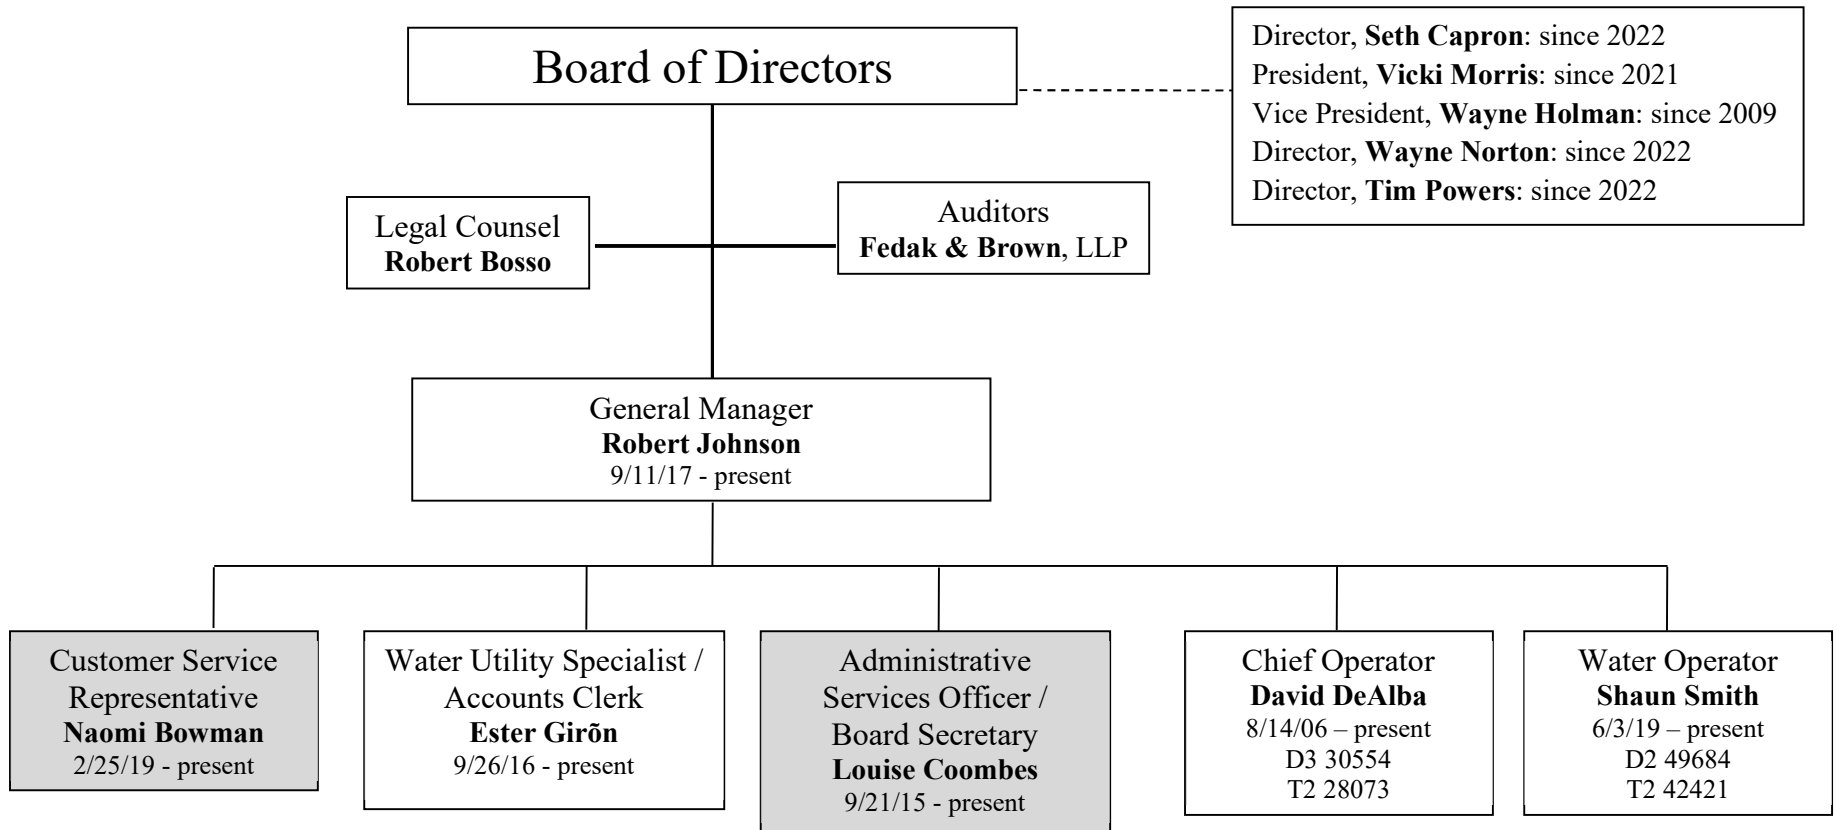 Board of Directors
Director, Seth Capron: since 2022
President, Vicki Morris: since 2021
Vice President, Wayne Holman: since 2009
Director, Wayne Norton: since 2022
Director, Tim Powers: since 2022
Legal Counsel
Robert Bosso
Auditors
Fedak & Brown, LLP
General Manager
Robert Johnson
9/11/17 - present
Customer Service
Representative
Naomi Bowman
2/25/19 - present
Water Utility Specialist /
Accounts Clerk
Ester Girõn
9/26/16 - present
Administrative
Services Officer /
Board Secretary
Louise Coombes
9/21/15 - present
Chief Operator
David DeAlba
8/14/06 – present
D3 30554
T2 28073
Water Operator
Shaun Smith
6/3/19 – present
D2 49684
T2 42421